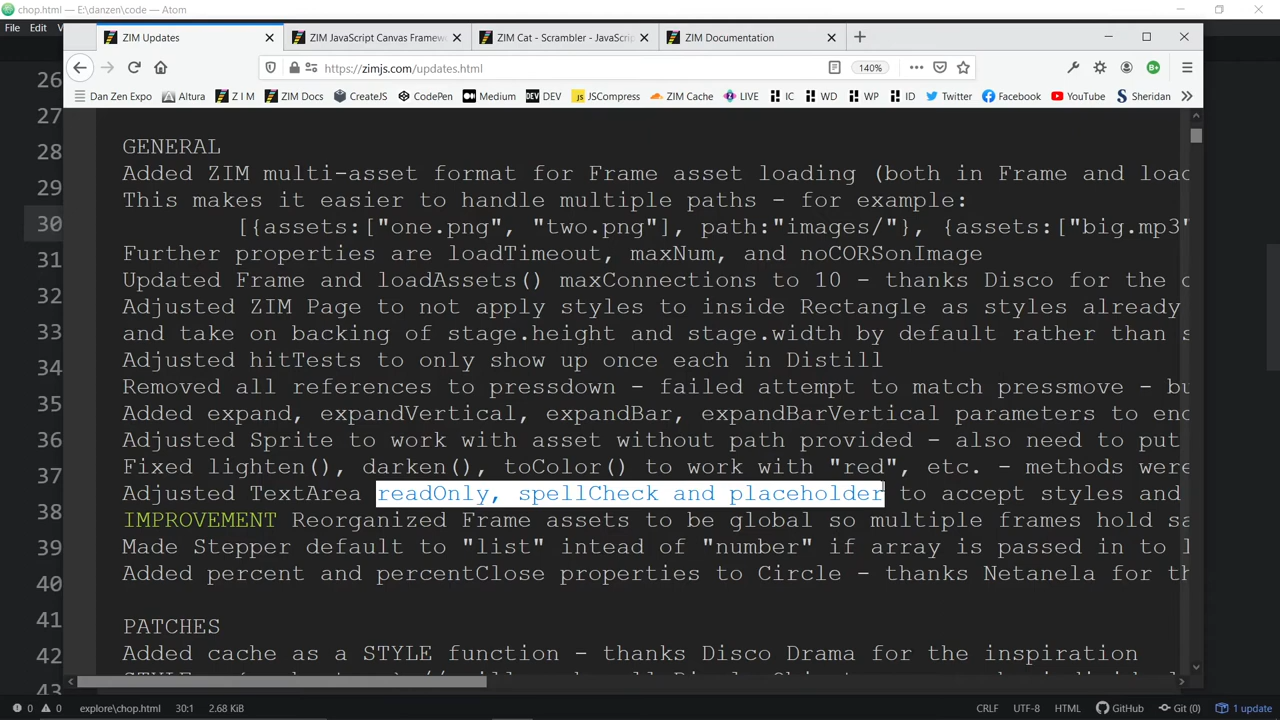 chop.html — E:\danzen\code — Atom
File Edit
ZIM Updates
ZIM JavaScript Canvas Framew
ZIM Cat - Scrambler - JavaScri
ZIM Documentation
https://zimjs.com/updates.html
140%
Dan Zen Expo
Altura
Z I M
ZIM Docs
CreateJS
CodePen
Medium
DEV
JSCompress
ZIM Cache
LIVE
IC
WD
WP
ID
Twitter
Facebook
YouTube
Sheridan
26
27
28
29
30
31
32
33
34
35
36
37
38
39
40
41
42
43
GENERAL
Added ZIM multi-asset format for Frame asset loading (both in Frame and load
This makes it easier to handle multiple paths - for example:
[{assets:["one.png", "two.png"], path:"images/"}, {assets:["big.mp3"
Further properties are loadTimeout, maxNum, and noCORSonImage
Updated Frame and loadAssets() maxConnections to 10 - thanks Disco for the
Adjusted ZIM Page to not apply styles to inside Rectangle as styles already
and take on backing of stage.height and stage.width by default rather than s
Adjusted hitTests to only show up once each in Distill
Removed all references to pressdown - failed attempt to match pressmove - bu
Added expand, expandVertical, expandBar, expandBarVertical parameters to end
Adjusted Sprite to work with asset without path provided - also need to put
Fixed lighten(), darken(), toColor() to work with "red", etc. - methods were
Adjusted TextArea readOnly, spellCheck and placeholder to accept styles and
IMPROVEMENT Reorganized Frame assets to be global so multiple frames hold sa
Made Stepper default to "list" intead of "number" if array is passed in to l
Added percent and percentClose properties to Circle - thanks Netanela for th
PATCHES
Added cache as a STYLE function - thanks Disco Drama for the inspiration
0 0 explore\chop.html 30:1 2.68 KiB
CRLF UTF-8 HTML GitHub Git (0) 1 update